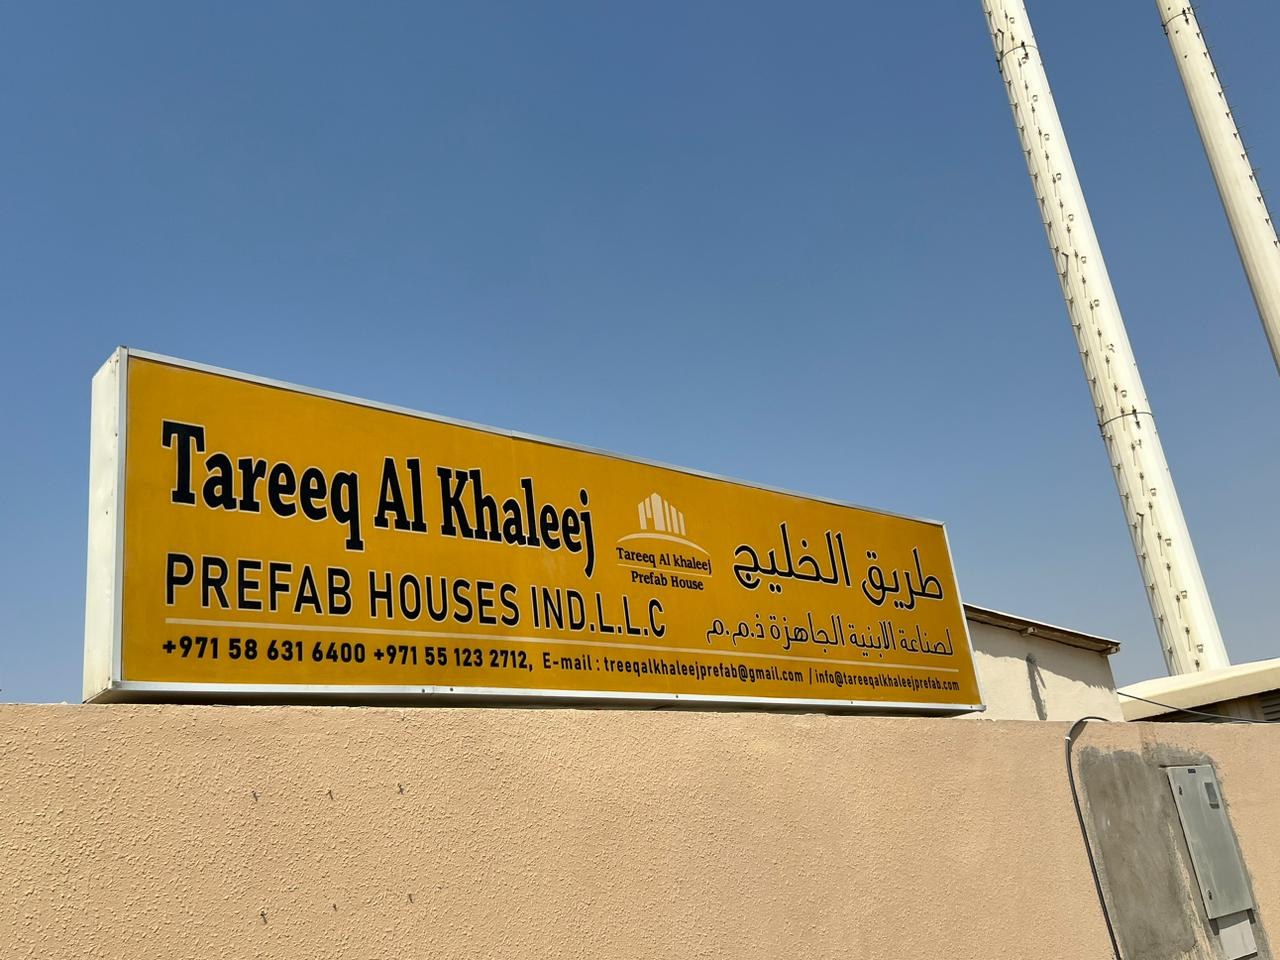 Tareeq Al Khaleej
PREFAB HOUSES IND.L.L.C
Tareeq Al khaleej
Prefab House
طريق الخليج
لصناعة الابنية الجاهزة ذ.م.م
+971 58 631 6400 +971 55 123 2712, E-mail : treeqalkhaleejprefab@gmail.com / info@tareeqalkhaleejprefab.com